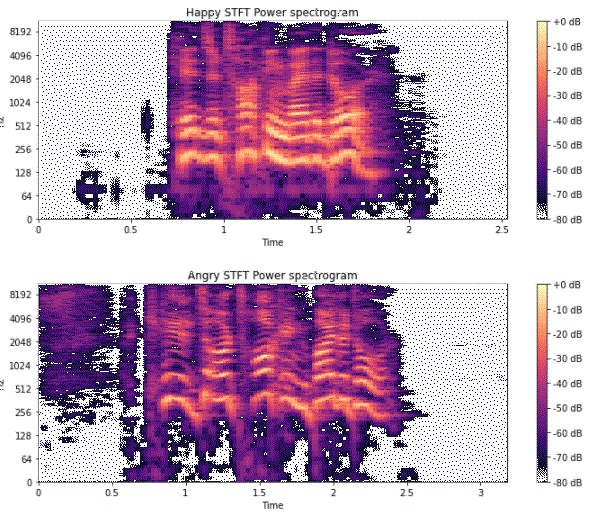 Happy STFT Power spectrogram
8192
4096
2048
1024
512
256
128
64
0
Hz
0 0.5 1 1.5 2 2.5
Time
+0 dB
-10 dB
-20 dB
-30 dB
-40 dB
-50 dB
-60 dB
-70 dB
-80 dB
Angry STFT Power spectrogram
8192
4096
2048
1024
512
256
128
64
0
Hz
0 0.5 1 1.5 2 2.5 3
Time
+0 dB
-10 dB
-20 dB
-30 dB
-40 dB
-50 dB
-60 dB
-70 dB
-80 dB